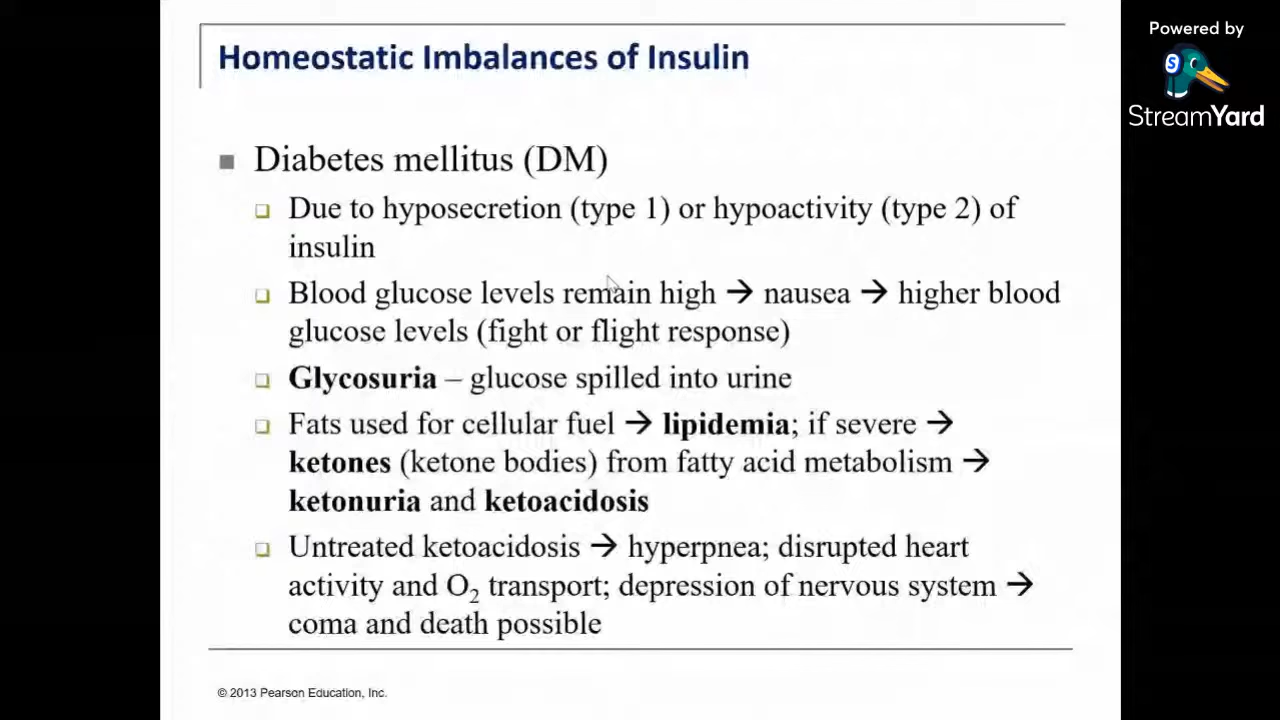 Powered by
StreamYard
Homeostatic Imbalances of Insulin
Diabetes mellitus (DM)
Due to hyposecretion (type 1) or hypoactivity (type 2) of
insulin
Blood glucose levels remain high → nausea → higher blood
glucose levels (fight or flight response)
Glycosuria – glucose spilled into urine
Fats used for cellular fuel → lipidemia; if severe →
ketones (ketone bodies) from fatty acid metabolism →
ketonuria and ketoacidosis
Untreated ketoacidosis → hyperpnea; disrupted heart
activity and O₂ transport; depression of nervous system →
coma and death possible
© 2013 Pearson Education, Inc.